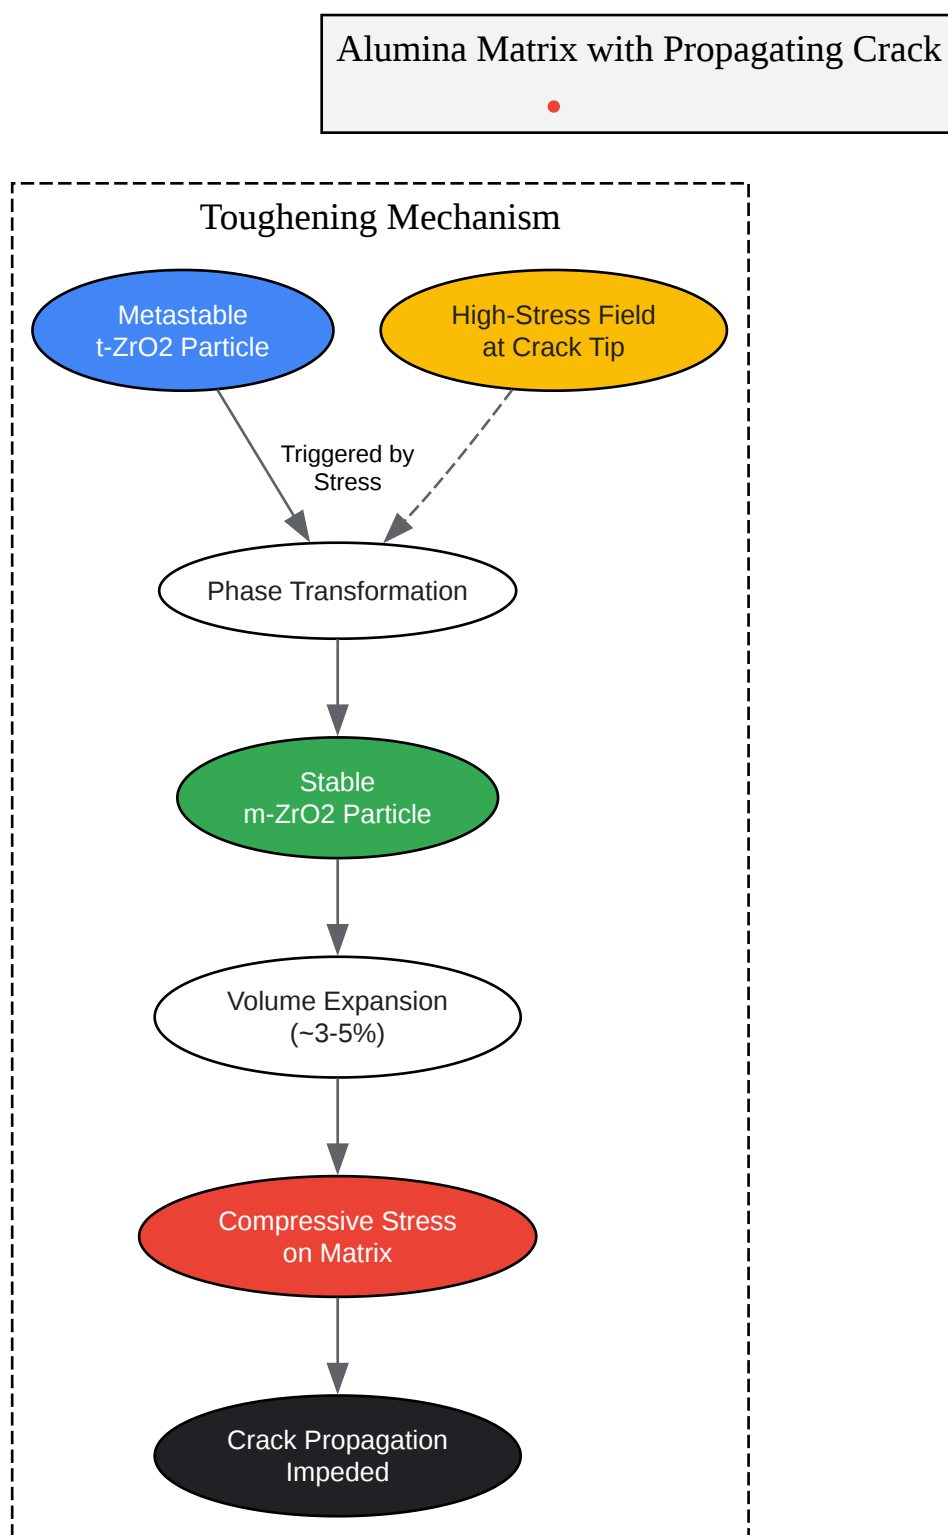 Alumina Matrix with Propagating Crack
Toughening Mechanism
Metastable
t-ZrO2 Particle
High-Stress Field
at Crack Tip
Triggered by
Stress
Phase Transformation
Stable
m-ZrO2 Particle
Volume Expansion
(~3-5%)
Compressive Stress
on Matrix
Crack Propagation
Impeded